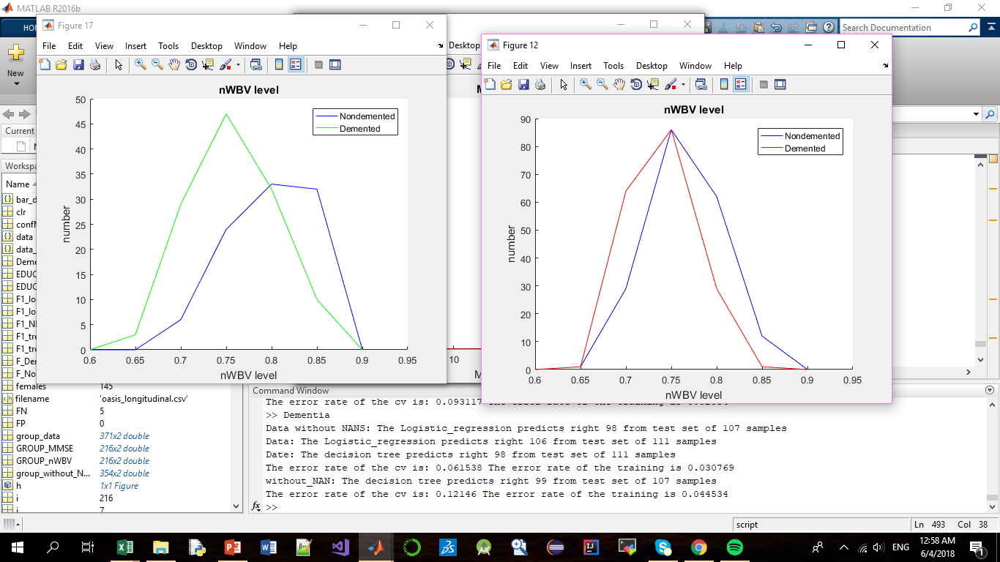 MATLAB R2016b
HO
Search Documentation
New
Current
Workspa
Name
bar_d
clr
confM
data
data_
Deme
EDUC
EDUC
F1_lo
F1_lo
F1_N
F1_tre
F1_tre
F_De
F_No
females 145
filename 'oasis_longitudinal.csv'
FN 5
FP 0
group_data 371x2 double
GROUP_MMSE 216x2 double
GROUP_nWBV 216x2 double
group_without_N... 354x2 double
h 1x1 Figure
i 216
j 7
Figure 17
File Edit View Insert Tools Desktop Window Help
nWBV level
Nondemented
Demented
50
45
40
35
30
25
20
15
10
5
0
number
0.6 0.65 0.7 0.75 0.8 0.85 0.9 0.95
nWBV level
Desktop
M
10
M
Figure 12
File Edit View Insert Tools Desktop Window Help
nWBV level
Nondemented
Demented
90
80
70
60
50
40
30
20
10
0
number
0.6 0.65 0.7 0.75 0.8 0.85 0.9 0.95
nWBV level
Command Window
The error rate of the cv is: 0.093117
>> Dementia
Data without NANS: The Logistic_regression predicts right 98 from test set of 107 samples
Data: The Logistic_regression predicts right 106 from test set of 111 samples
Date: The decision tree predicts right 98 from test set of 111 samples
The error rate of the cv is: 0.061538 The error rate of the training is 0.030769
without_NAN: The decision tree predicts right 99 from test set of 107 samples
The error rate of the cv is: 0.12146 The error rate of the training is 0.044534
fx >>
script
Ln 493 Col 38
ENG
12:58 AM
6/4/2018
1